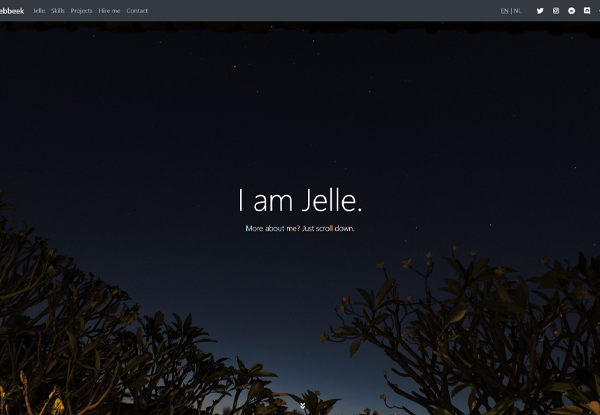 ebbeek Jelle Skills Projects Hire me Contact EN | NL
I am Jelle.
More about me? Just scroll down.